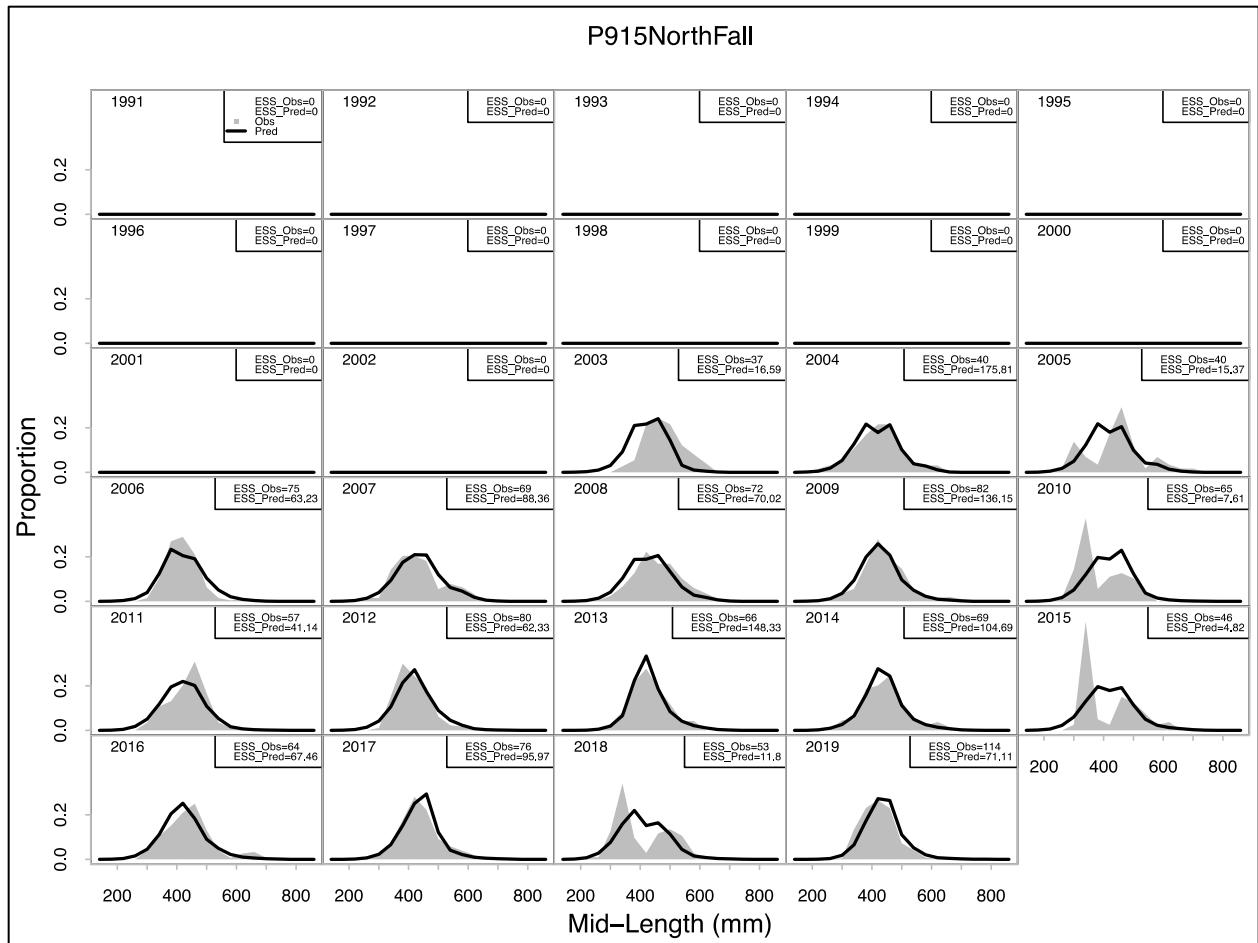 P915NorthFall
1991
ESS_Obs=0
ESS_Pred=0
Obs
Pred
1992
ESS_Obs=0
ESS_Pred=0
1993
ESS_Obs=0
ESS_Pred=0
1994
ESS_Obs=0
ESS_Pred=0
1995
ESS_Obs=0
ESS_Pred=0
0.2
0.0
1996
ESS_Obs=0
ESS_Pred=0
1997
ESS_Obs=0
ESS_Pred=0
1998
ESS_Obs=0
ESS_Pred=0
1999
ESS_Obs=0
ESS_Pred=0
2000
ESS_Obs=0
ESS_Pred=0
0.2
0.0
2001
ESS_Obs=0
ESS_Pred=0
2002
ESS_Obs=0
ESS_Pred=0
2003
ESS_Obs=37
ESS_Pred=16.59
2004
ESS_Obs=40
ESS_Pred=175.81
2005
ESS_Obs=40
ESS_Pred=15.37
0.2
0.0
Proportion
2006
ESS_Obs=75
ESS_Pred=63.23
2007
ESS_Obs=69
ESS_Pred=88.36
2008
ESS_Obs=72
ESS_Pred=70.02
2009
ESS_Obs=82
ESS_Pred=136.15
2010
ESS_Obs=65
ESS_Pred=7.61
0.2
0.0
2011
ESS_Obs=57
ESS_Pred=41.14
2012
ESS_Obs=80
ESS_Pred=62.33
2013
ESS_Obs=66
ESS_Pred=148.33
2014
ESS_Obs=69
ESS_Pred=104.69
2015
ESS_Obs=46
ESS_Pred=4.82
0.2
0.0
2016
ESS_Obs=64
ESS_Pred=67.46
2017
ESS_Obs=76
ESS_Pred=95.97
2018
ESS_Obs=53
ESS_Pred=11.8
2019
ESS_Obs=114
ESS_Pred=71.11
200 400 600 800
0.2
0.0
200 400 600 800 200 400 600 800 200 400 600 800 200 400 600 800
Mid−Length (mm)